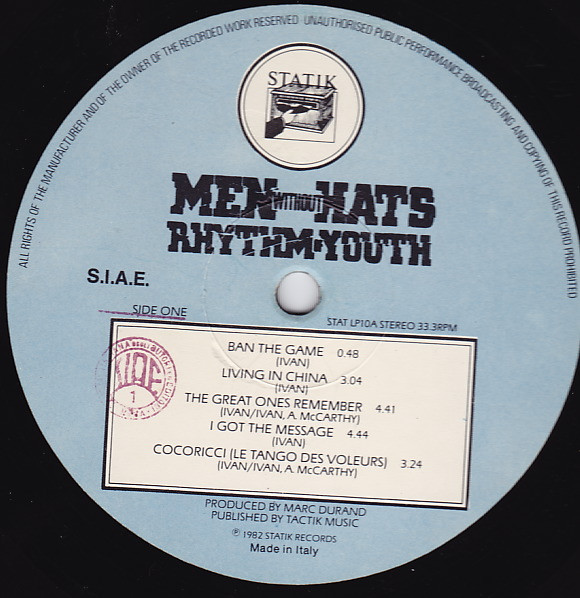 ALL RIGHTS OF THE MANUFACTURER AND OF THE OWNER OF THE RECORDED WORK RESERVED UNAUTHORISED PUBLIC PERFORMANCE BROADCASTING AND COPYING OF THIS RECORD PROHIBITED
STATIK
MEN WITHOUT HATS
RHYTHM·YOUTH
S.I.A.E.
SIDE ONE
STAT LP10A STEREO 33.3RPM
BAN THE GAME 0.48
(IVAN)
LIVING IN CHINA 3.04
(IVAN)
THE GREAT ONES REMEMBER 4.41
(IVAN/IVAN, A. McCARTHY)
I GOT THE MESSAGE 4.44
(IVAN)
COCORICCI (LE TANGO DES VOLEURS) 3.24
(IVAN/IVAN, A. McCARTHY)
SIAE
1
PRODUCED BY MARC DURAND
PUBLISHED BY TACTIK MUSIC
℗ 1982 STATIK RECORDS
Made in Italy